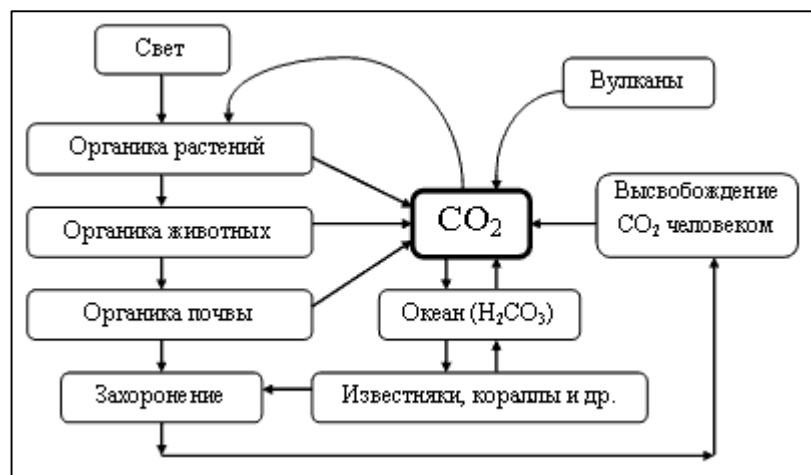 Свет
Вулканы
Органика растений
Высвобождение
CO₂ человеком
CO₂
Органика животных
Органика почвы
Океан (H₂CO₃)
Захоронение
Известняки, кораллы и др.